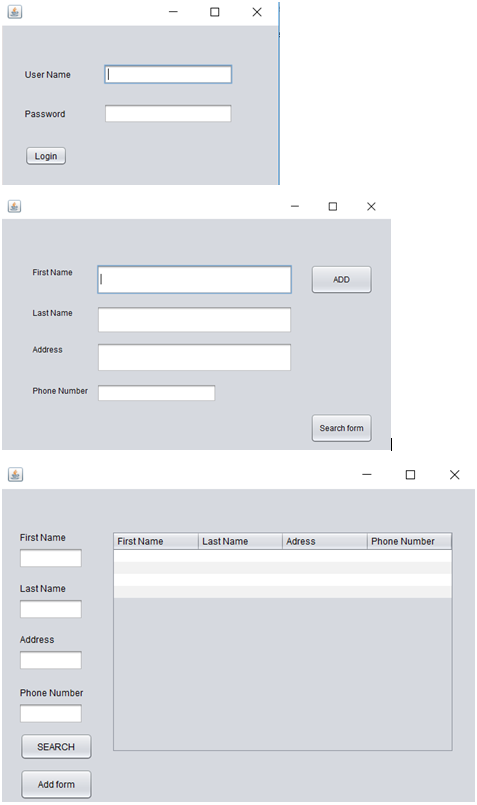 User Name
Password
Login
First Name
ADD
Last Name
Address
Phone Number
Search form
First Name
First Name Last Name Adress Phone Number
Last Name
Address
Phone Number
SEARCH
Add form